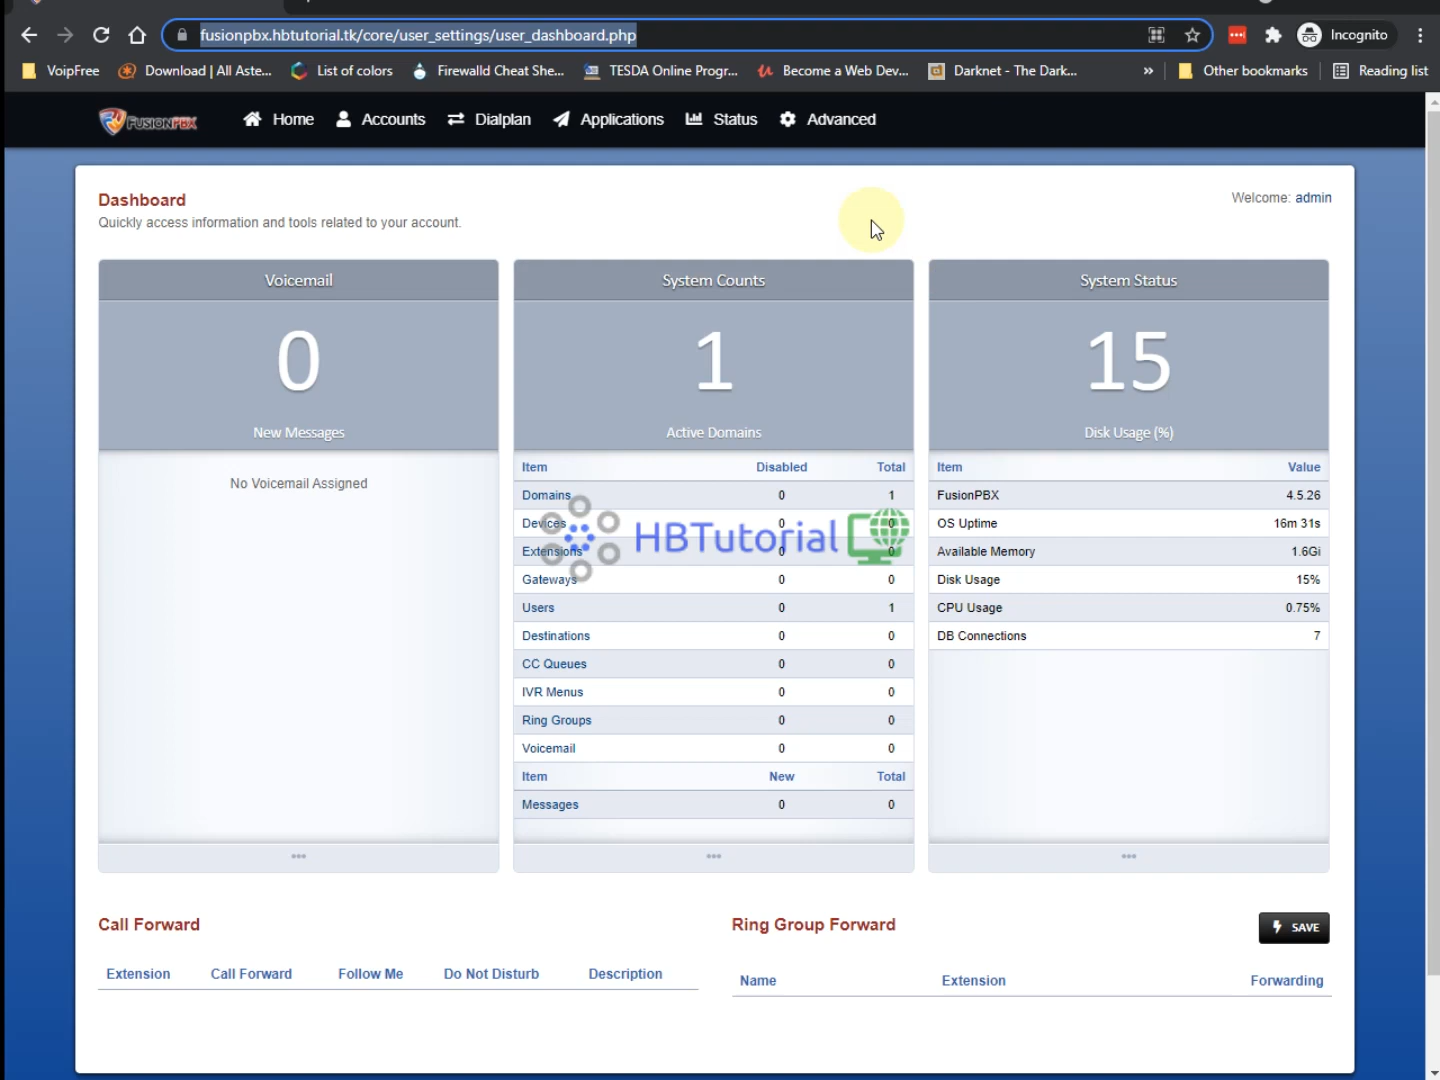 fusionpbx.hbtutorial.tk/core/user_settings/user_dashboard.php
Incognito
VoipFree
Download | All Aste...
List of colors
Firewalld Cheat She...
TESDA Online Progr...
Become a Web Dev...
Darknet - The Dark...
»
Other bookmarks
Reading list
FUSIONPBX
Home
Accounts
Dialplan
Applications
Status
Advanced
Dashboard
Quickly access information and tools related to your account.
Welcome: admin
Voicemail
0
New Messages
No Voicemail Assigned
System Counts
1
Active Domains
Item Disabled Total
Domains 0 1
Devices 0 0
Extensions 0 0
Gateways 0 0
Users 0 1
Destinations 0 0
CC Queues 0 0
IVR Menus 0 0
Ring Groups 0 0
Voicemail 0 0
Item New Total
Messages 0 0
HBTutorial
System Status
15
Disk Usage (%)
Item Value
FusionPBX 4.5.26
OS Uptime 16m 31s
Available Memory 1.6Gi
Disk Usage 15%
CPU Usage 0.75%
DB Connections 7
Call Forward
Extension Call Forward Follow Me Do Not Disturb Description
Ring Group Forward
SAVE
Name Extension Forwarding